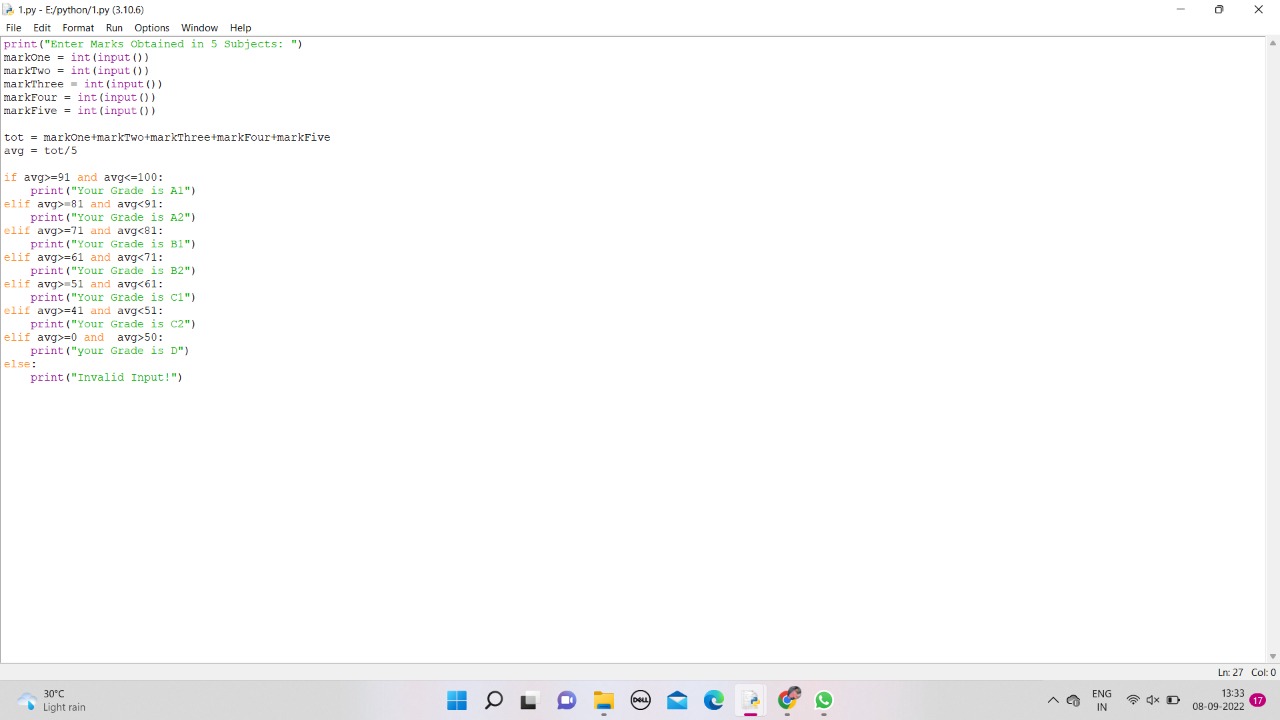 1.py - E:/python/1.py (3.10.6)
File Edit Format Run Options Window Help
print("Enter Marks Obtained in 5 Subjects: ")
markOne = int(input())
markTwo = int(input())
markThree = int(input())
markFour = int(input())
markFive = int(input())

tot = markOne+markTwo+markThree+markFour+markFive
avg = tot/5

if avg>=91 and avg<=100:
    print("Your Grade is A1")
elif avg>=81 and avg<91:
    print("Your Grade is A2")
elif avg>=71 and avg<81:
    print("Your Grade is B1")
elif avg>=61 and avg<71:
    print("Your Grade is B2")
elif avg>=51 and avg<61:
    print("Your Grade is C1")
elif avg>=41 and avg<51:
    print("Your Grade is C2")
elif avg>=0 and  avg>50:
    print("your Grade is D")
else:
    print("Invalid Input!")
Ln: 27 Col: 0
30°C
Light rain
DELL
ENG
IN
13:33
08-09-2022
17